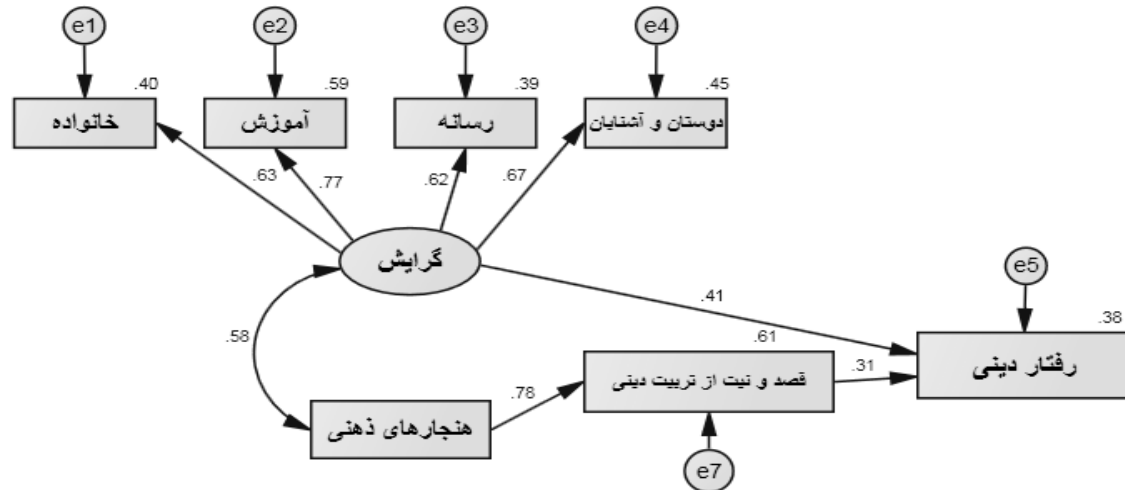 e1
e2
e3
e4
.40
.59
.39
.45
خانواده
آموزش
رسانه
دوستان و آشنایان
.63
.77
.62
.67
گرایش
e5
.41
.38
.58
.61
رفتار دینی
.31
قصد و نیت از تربیت دینی
.78
هنجارهای ذهنی
e7